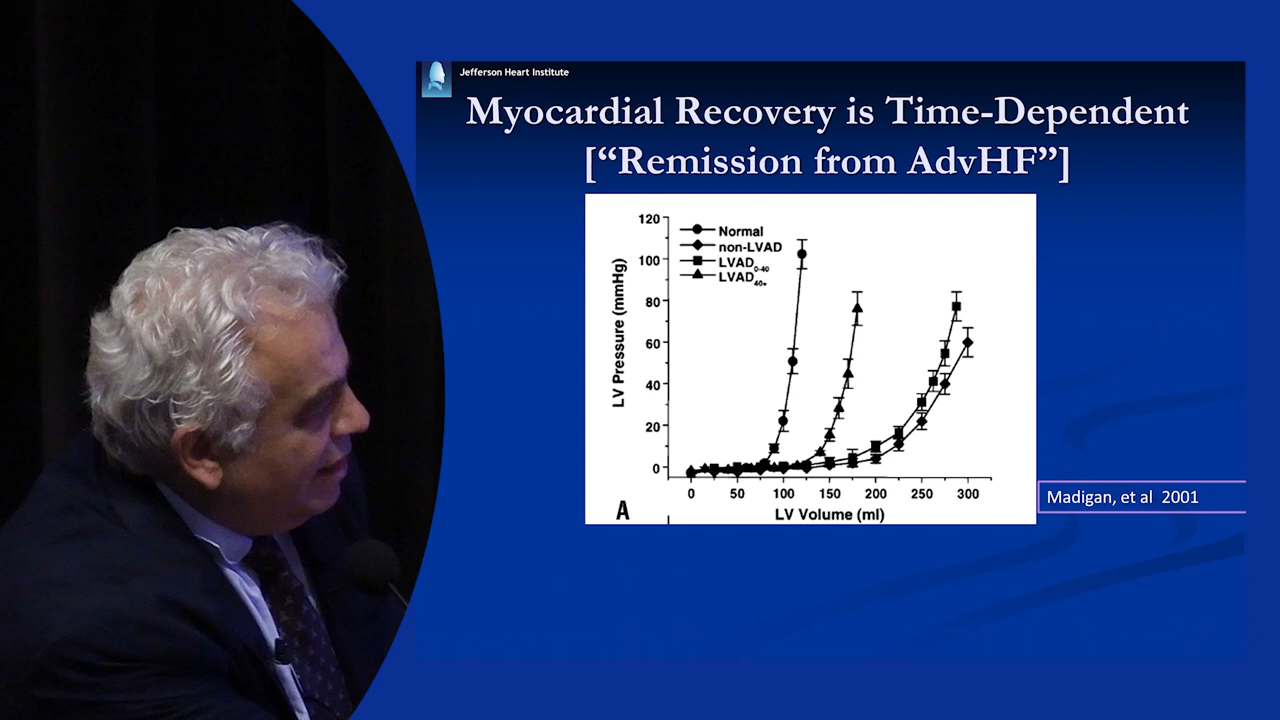 Jefferson Heart Institute
Myocardial Recovery is Time-Dependent
[“Remission from AdvHF”]
120
100
80
60
40
20
0
LV Pressure (mmHg)
Normal
non-LVAD
LVAD0-40
LVAD40+
0 50 100 150 200 250 300
LV Volume (ml)
A
Madigan, et al 2001